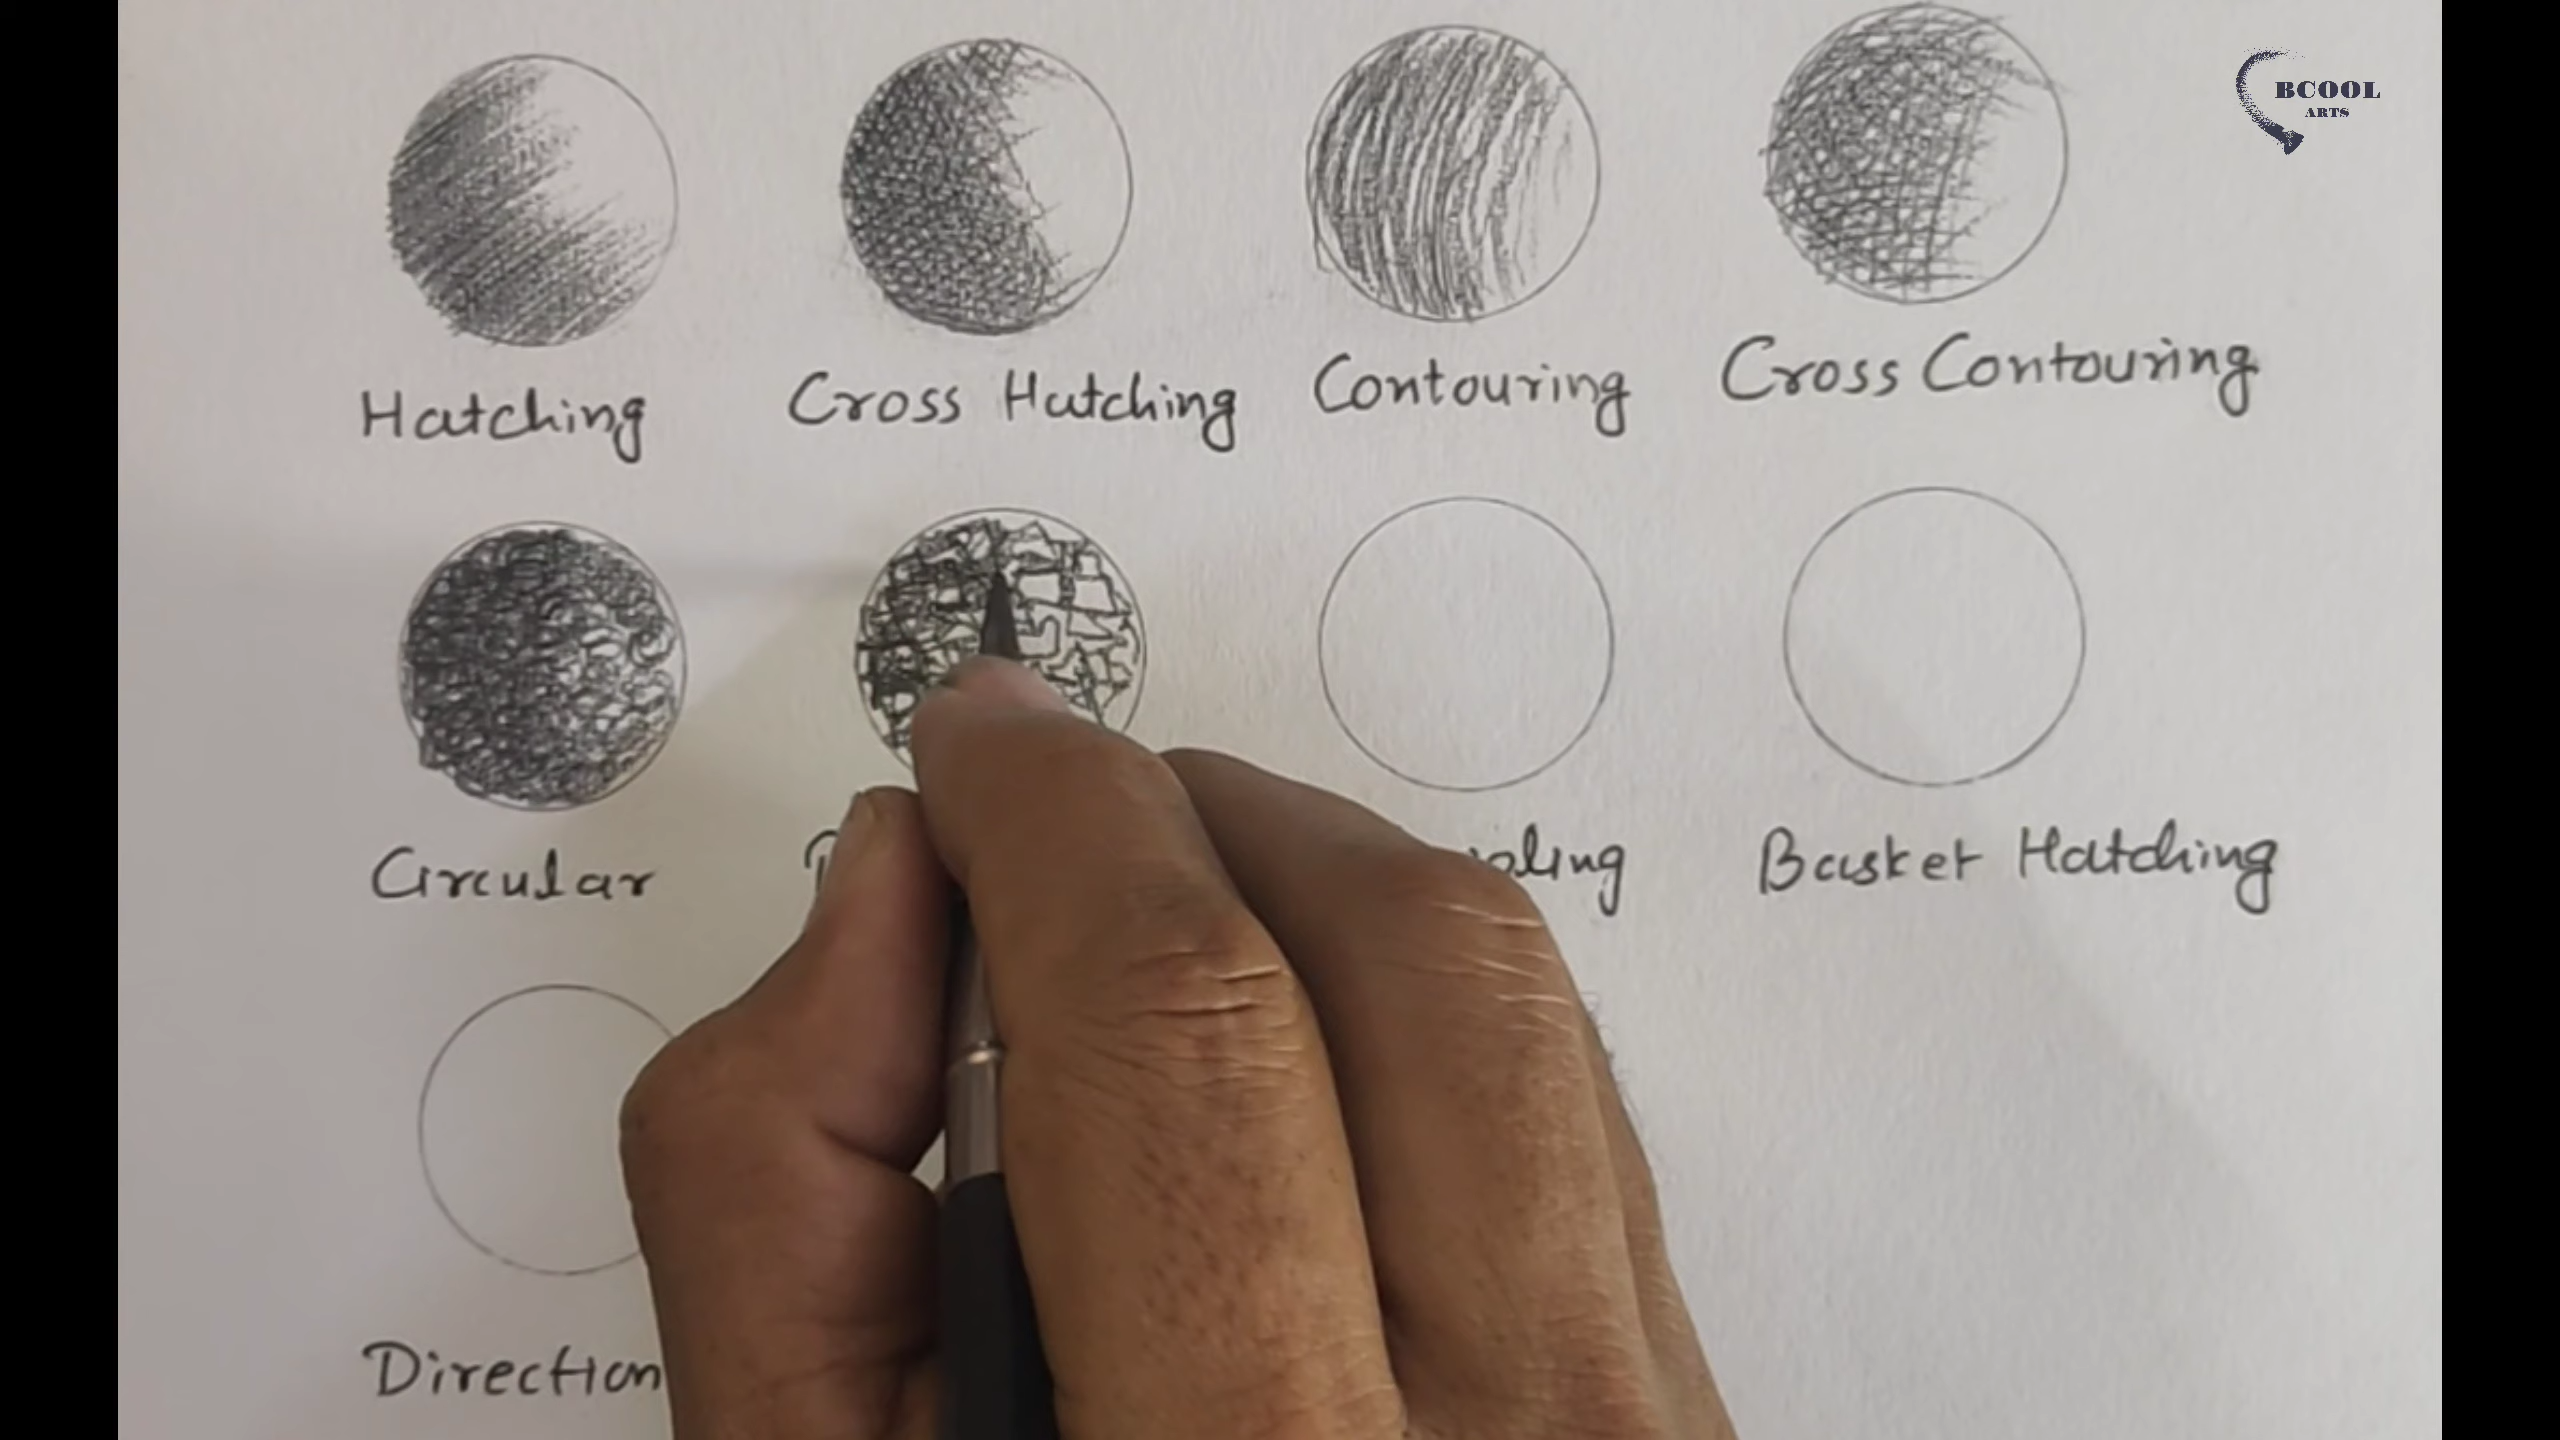 BCOOL
ARTS
Hatching Cross Hatching Contouring Cross Contouring
Circular Basket Hatching
Direction